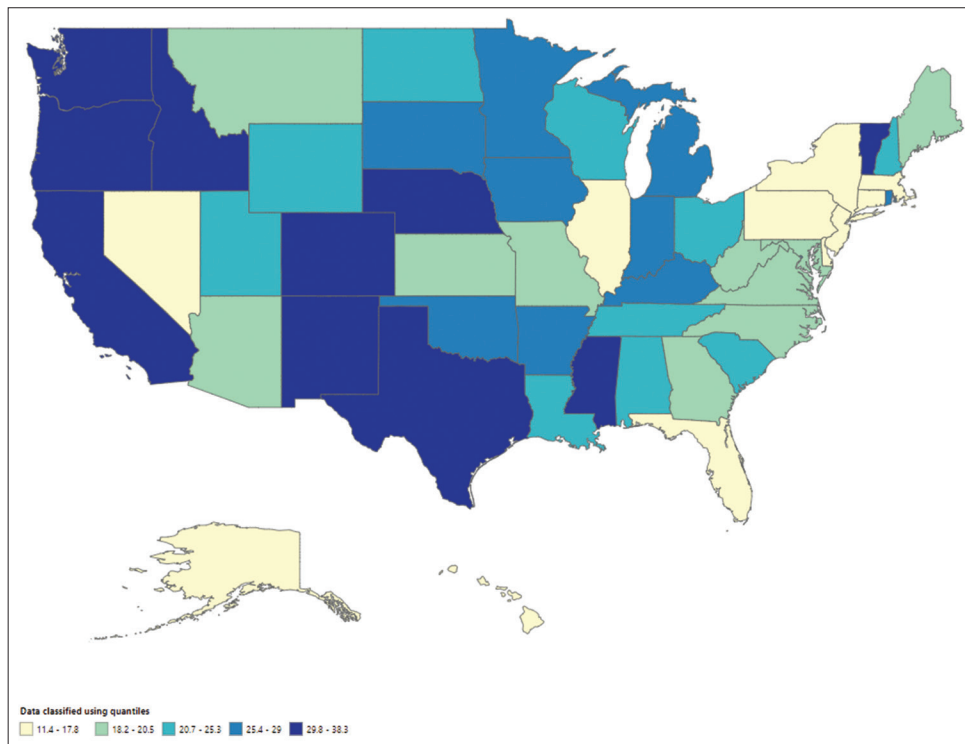 Data classified using quantiles
11.4 - 17.8 18.2 - 20.5 20.7 - 25.3 25.4 - 29 29.8 - 38.3